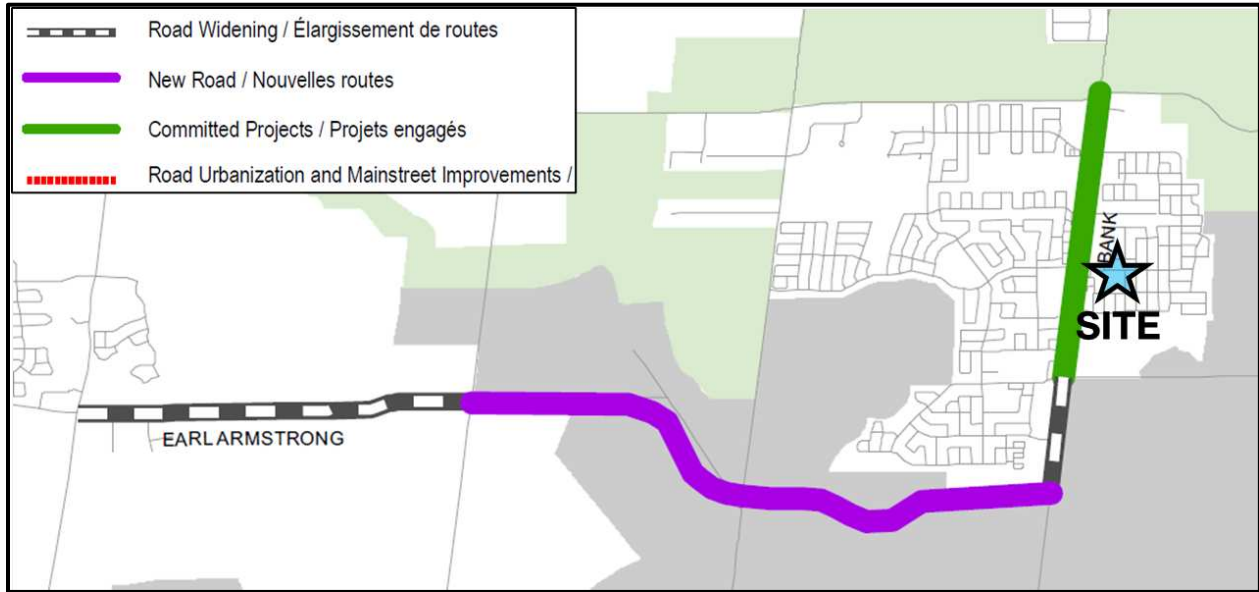 Road Widening / Élargissement de routes
New Road / Nouvelles routes
Committed Projects / Projets engagés
Road Urbanization and Mainstreet Improvements /
BANK
SITE
EARL ARMSTRONG